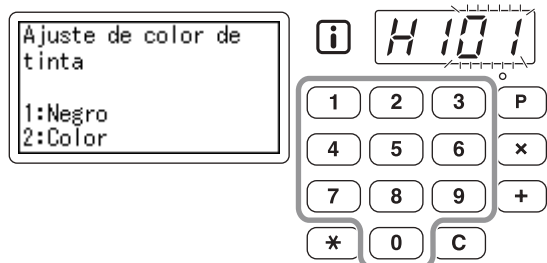 Ajuste de color de
tinta
1:Negro
2:Color
i H 101
1 2 3 P
4 5 6 ×
7 8 9 +
* 0 C